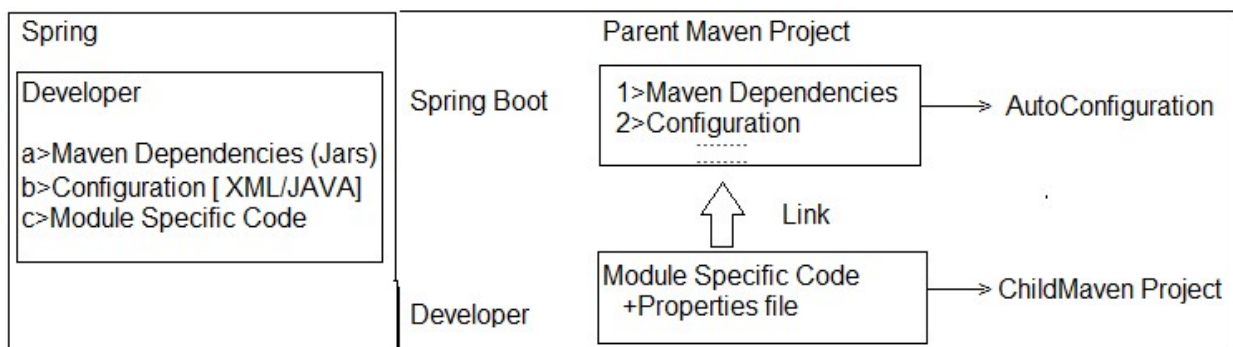 Spring
Developer
a>Maven Dependencies (Jars)
b>Configuration [ XML/JAVA]
c>Module Specific Code
Parent Maven Project
Spring Boot
1>Maven Dependencies
2>Configuration
AutoConfiguration
Link
Developer
Module Specific Code
+Properties file
ChildMaven Project